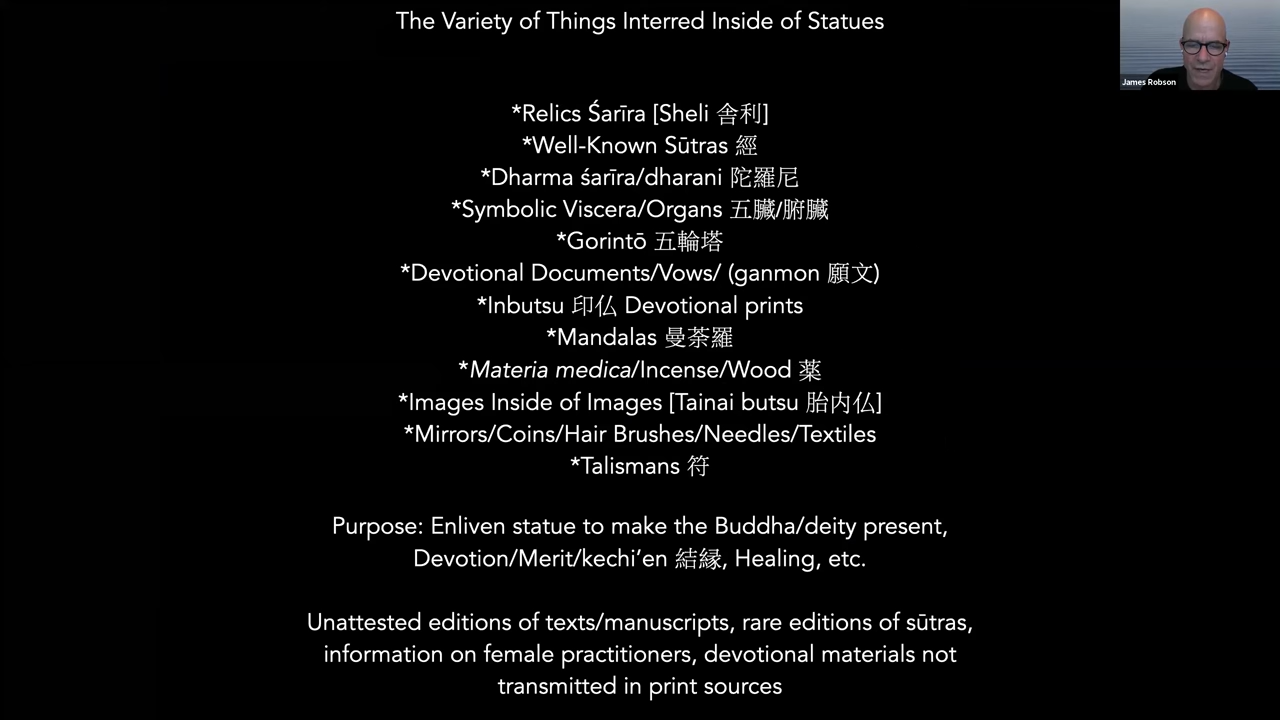 The Variety of Things Interred Inside of Statues
James Robson
*Relics Śarīra [Sheli 舎利]
*Well-Known Sūtras 經
*Dharma śarīra/dharani 陀羅尼
*Symbolic Viscera/Organs 五臟/腑臟
*Gorintō 五輪塔
*Devotional Documents/Vows/ (ganmon 願文)
*Inbutsu 印仏 Devotional prints
*Mandalas 曼荼羅
*Materia medica/Incense/Wood 薬
*Images Inside of Images [Tainai butsu 胎内仏]
*Mirrors/Coins/Hair Brushes/Needles/Textiles
*Talismans 符
Purpose: Enliven statue to make the Buddha/deity present,
Devotion/Merit/kechi’en 結縁, Healing, etc.
Unattested editions of texts/manuscripts, rare editions of sūtras,
information on female practitioners, devotional materials not
transmitted in print sources